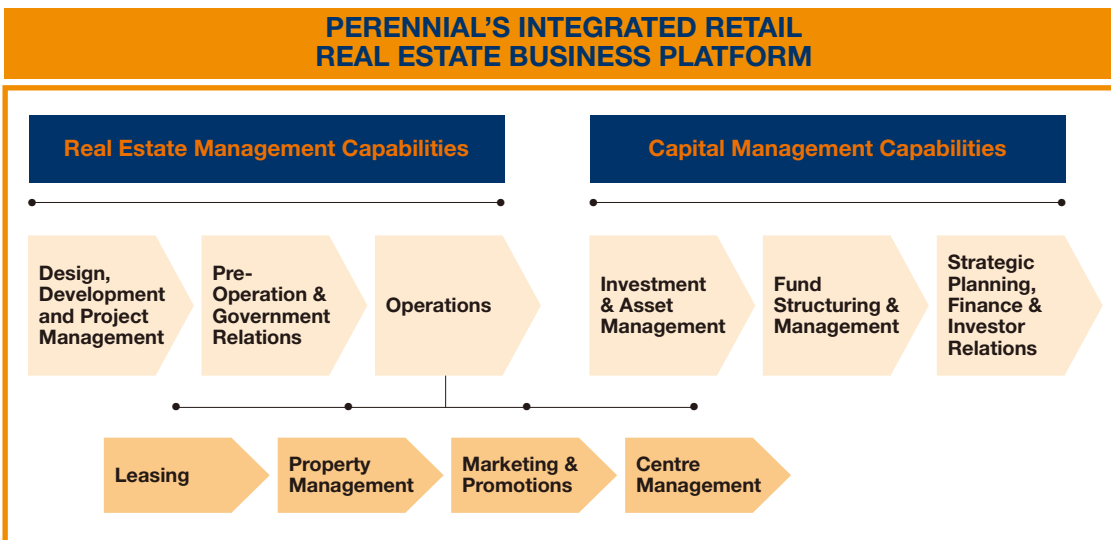 PERENNIAL'S INTEGRATED RETAIL
REAL ESTATE BUSINESS PLATFORM
Real Estate Management Capabilities
Capital Management Capabilities
Design,
Development
and Project
Management
Pre-
Operation &
Government
Relations
Operations
Investment
& Asset
Management
Fund
Structuring &
Management
Strategic
Planning,
Finance &
Investor
Relations
Leasing
Property
Management
Marketing &
Promotions
Centre
Management